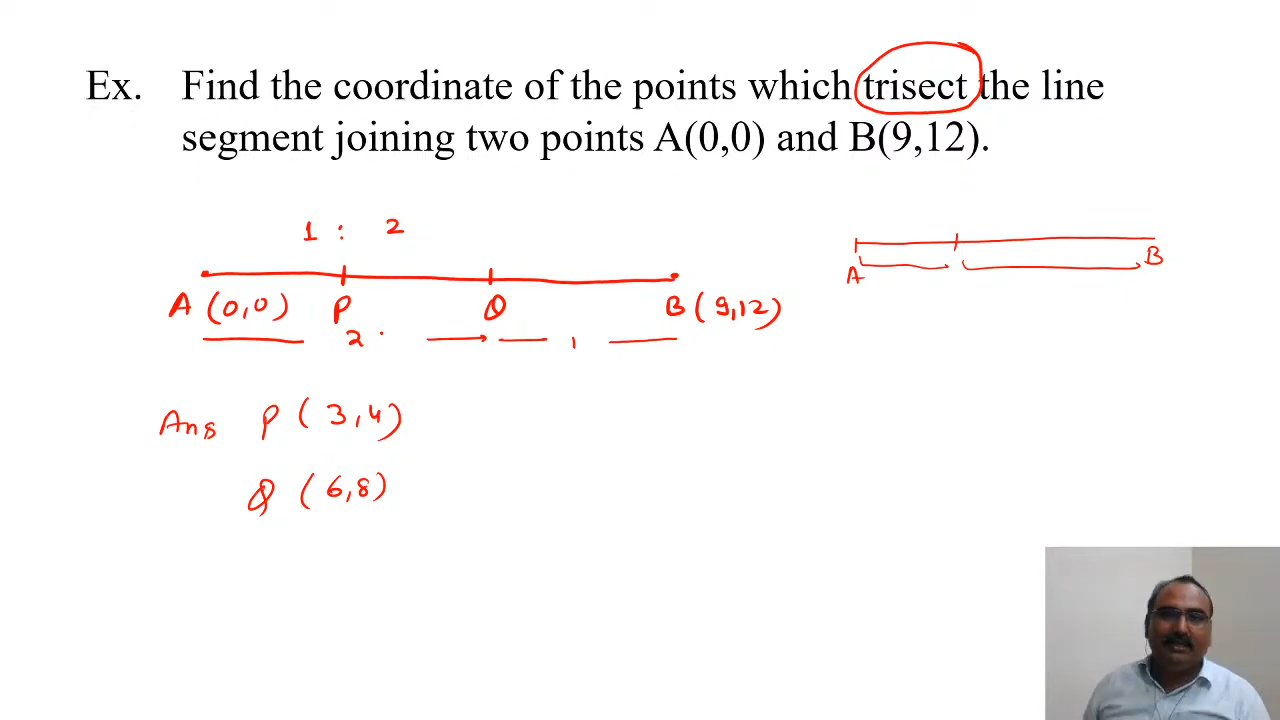 Ex. Find the coordinate of the points which trisect the line
segment joining two points A(0,0) and B(9,12).
1 : 2
A B
A (0,0) P Q B (9,12)
2 1
Ans P (3,4)
Q (6,8)